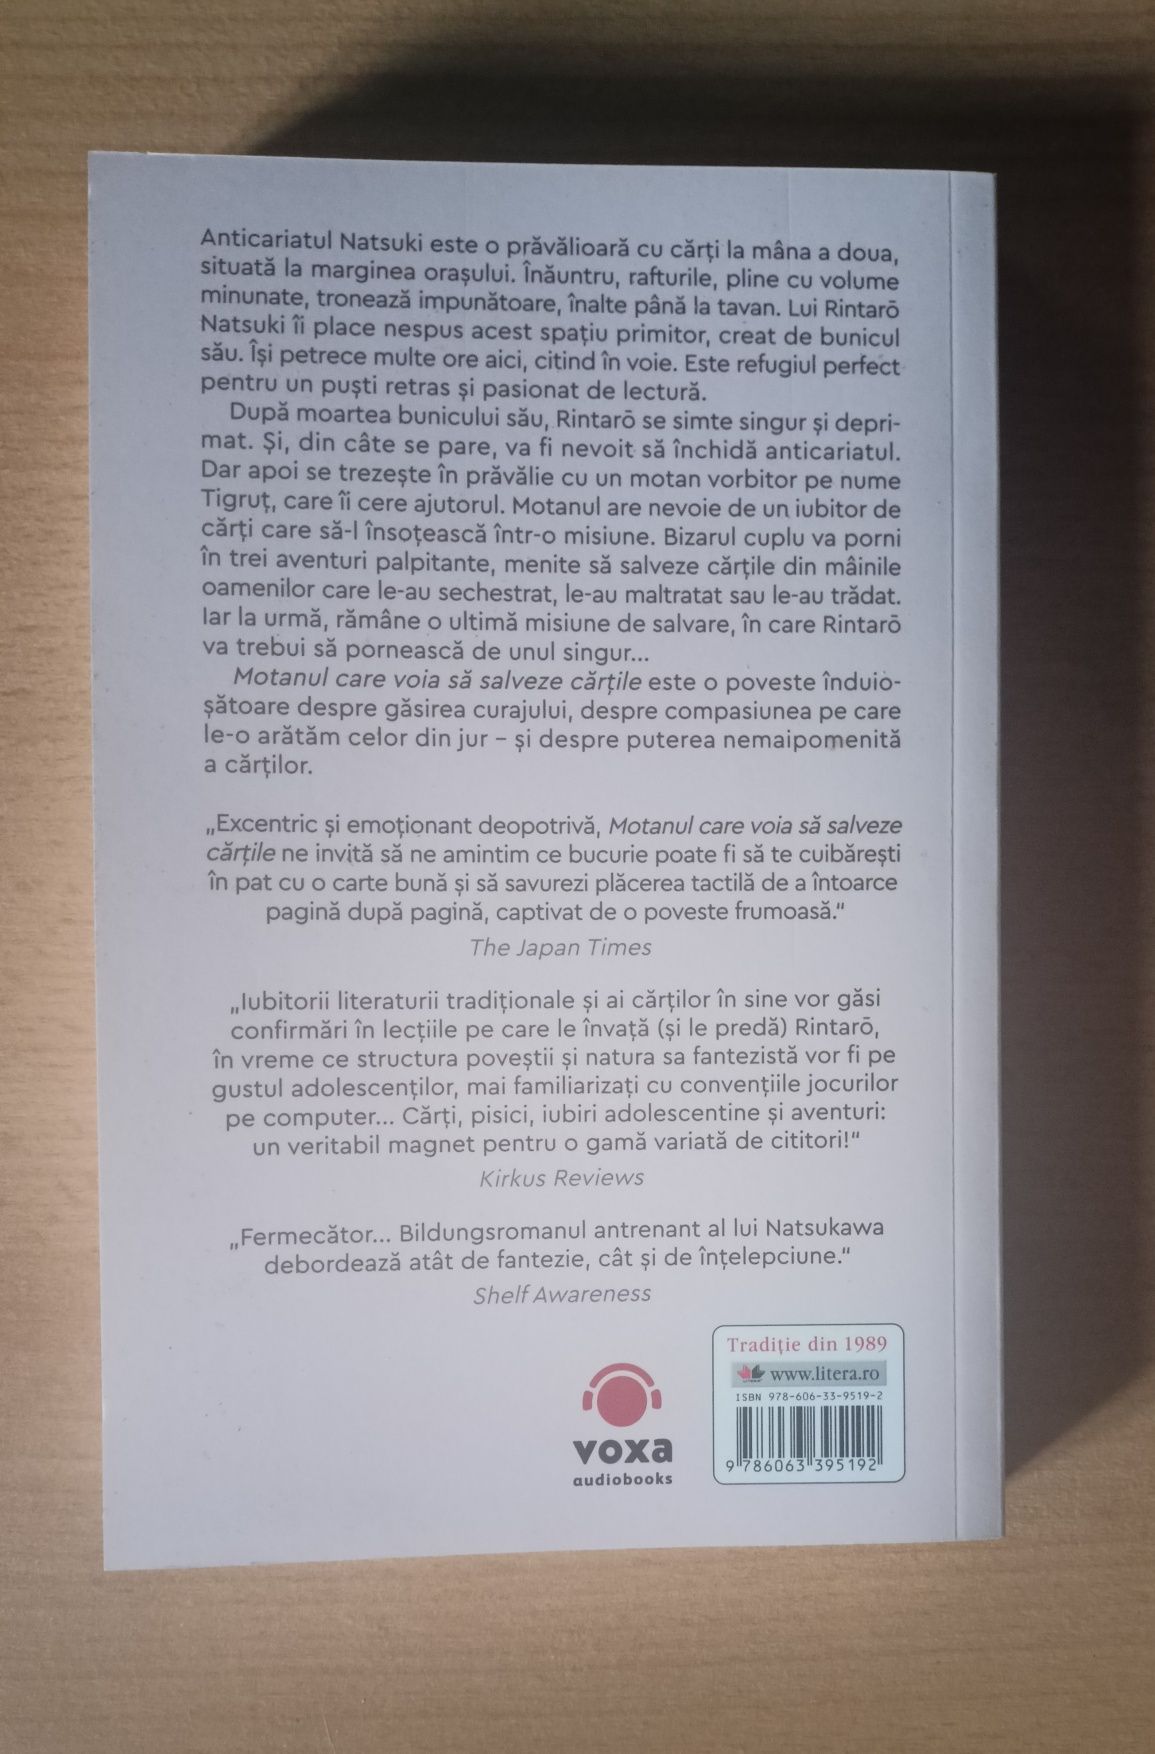 Anticariatul Natsuki este o prăvălioară cu cărți la mâna a doua,
situată la marginea orașului. Înăuntru, rafturile, pline cu volume
minunate, tronează impunătoare, înalte până la tavan. Lui Rintarō
Natsuki îi place nespus acest spațiu primitor, creat de bunicul
său. Își petrece multe ore aici, citind în voie. Este refugiul perfect
pentru un puști retras și pasionat de lectură.
După moartea bunicului său, Rintarō se simte singur și depri-
mat. Și, din câte se pare, va fi nevoit să închidă anticariatul.
Dar apoi se trezește în prăvălie cu un motan vorbitor pe nume
Tigruț, care îi cere ajutorul. Motanul are nevoie de un iubitor de
cărți care să-l însoțească într-o misiune. Bizarul cuplu va porni
în trei aventuri palpitante, menite să salveze cărțile din mâinile
oamenilor care le-au sechestrat, le-au maltratat sau le-au trădat.
Iar la urmă, rămâne o ultimă misiune de salvare, în care Rintarō
va trebui să pornească de unul singur...
Motanul care voia să salveze cărțile este o poveste înduio-
șătoare despre găsirea curajului, despre compasiunea pe care
le-o arătăm celor din jur – și despre puterea nemaipomenită
a cărților.
„Excentric și emoționant deopotrivă, Motanul care voia să salveze
cărțile ne invită să ne amintim ce bucurie poate fi să te cuibărești
în pat cu o carte bună și să savurezi plăcerea tactilă de a întoarce
pagină după pagină, captivat de o poveste frumoasă.“
The Japan Times
„Iubitorii literaturii tradiționale și ai cărților în sine vor găsi
confirmări în lecțiile pe care le învață (și le predă) Rintarō,
în vreme ce structura poveștii și natura sa fantezistă vor fi pe
gustul adolescenților, mai familiarizați cu convențiile jocurilor
pe computer... Cărți, pisici, iubiri adolescentine și aventuri:
un veritabil magnet pentru o gamă variată de cititori!“
Kirkus Reviews
„Fermecător... Bildungsromanul antrenant al lui Natsukawa
debordează atât de fantezie, cât și de înțelepciune.“
Shelf Awareness
voxa
audiobooks
Tradiție din 1989
www.litera.ro
ISBN 978-606-33-9519-2
9 786063 395192